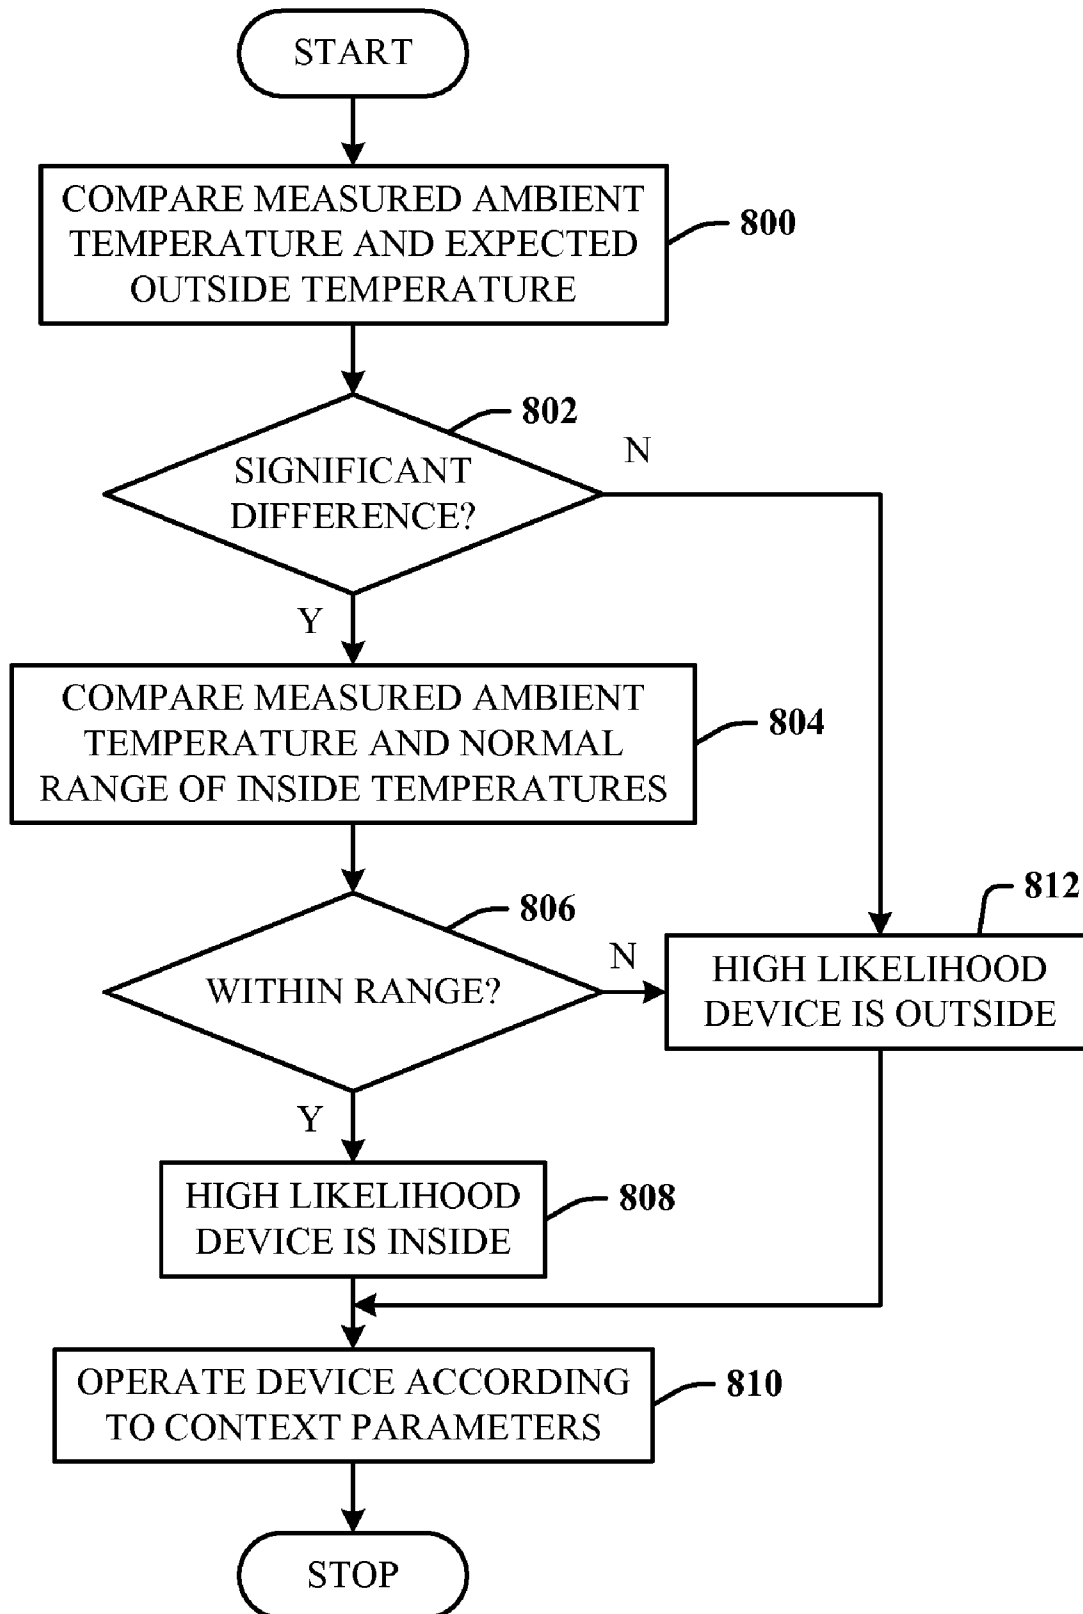 START
COMPARE MEASURED AMBIENT
TEMPERATURE AND EXPECTED
OUTSIDE TEMPERATURE
800
802
SIGNIFICANT
DIFFERENCE?
N
Y
COMPARE MEASURED AMBIENT
TEMPERATURE AND NORMAL
RANGE OF INSIDE TEMPERATURES
804
806
WITHIN RANGE?
N
812
HIGH LIKELIHOOD
DEVICE IS OUTSIDE
Y
HIGH LIKELIHOOD
DEVICE IS INSIDE
808
OPERATE DEVICE ACCORDING
TO CONTEXT PARAMETERS
810
STOP